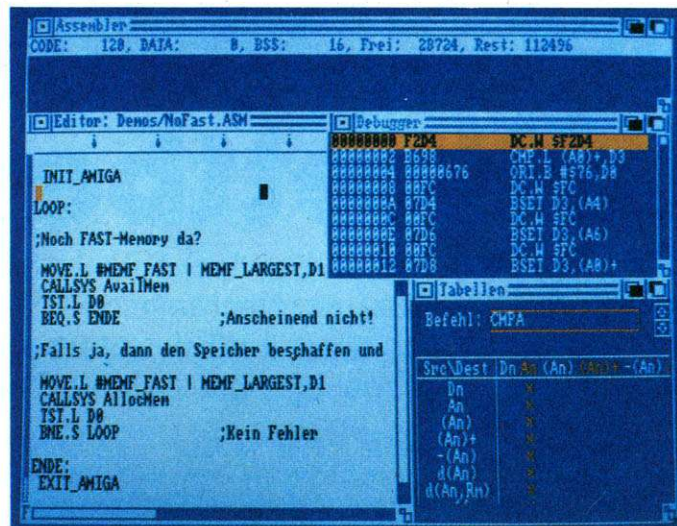 Assembler
CODE: 120, DATA: 0, BSS: 16, Frei: 28724, Rest: 112496
Editor: Demos/NoFast.ASM
INIT_AMIGA
LOOP:
;Noch FAST-Memory da?
MOVE.L #MEMF_FAST | MEMF_LARGEST,D1
CALLSYS AvailMem
TST.L D0
BEQ.S ENDE ;Anscheinend nicht!
;Falls ja, dann den Speicher beschaffen und
MOVE.L #MEMF_FAST | MEMF_LARGEST,D1
CALLSYS AllocMem
TST.L D0
BNE.S LOOP ;Kein Fehler
ENDE:
EXIT_AMIGA
Debugger
00000000 F2D4 DC.W $F2D4
00000002 B698 CMP.L (A0)+,D3
00000004 00000676 ORI.B #$76,D0
00000008 00FC DC.W $FC
0000000A 07D4 BSET D3,(A4)
0000000C 00FC DC.W $FC
0000000E 07D6 BSET D3,(A6)
00000010 00FC DC.W $FC
00000012 07D8 BSET D3,(A0)+
Tabellen
Befehl: CMPA
Src\Dest Dn An (An) (An)+ -(An)
Dn x
An x
(An) x
(An)+ x
-(An) x
d(An) x
d(An,Rn) x